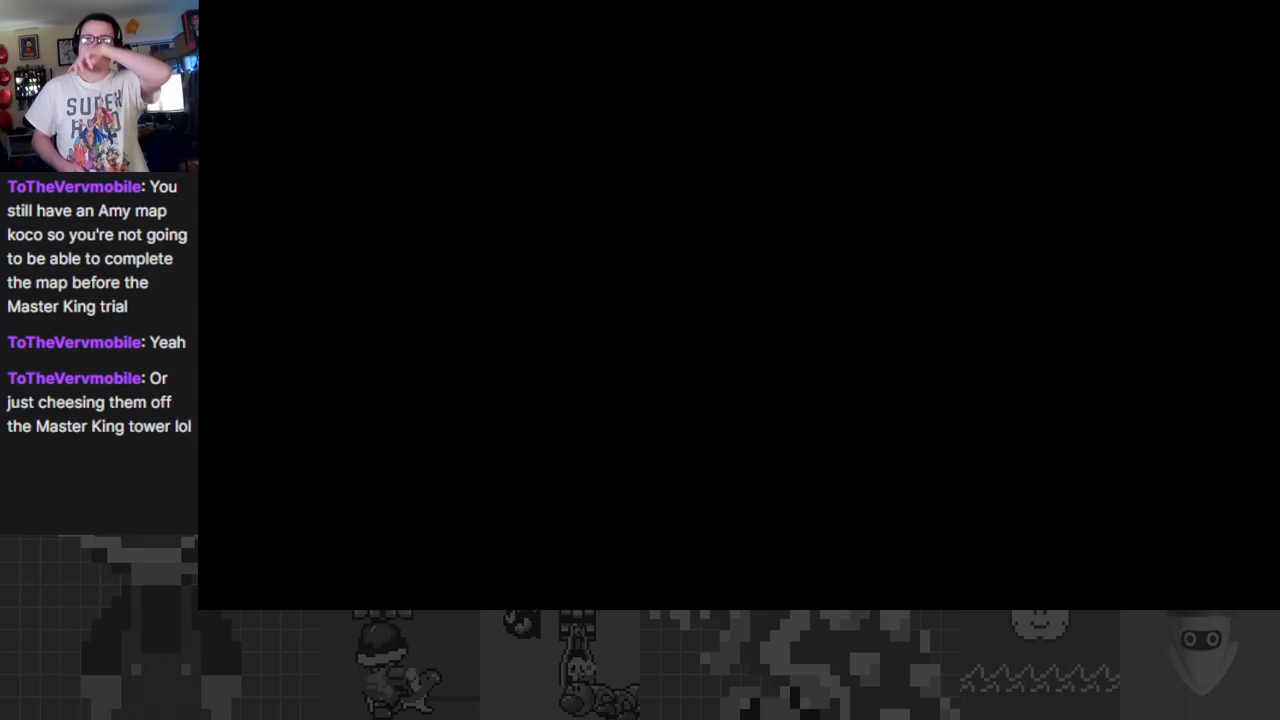 SUPER
ToTheVervmobile: You
still have an Amy map
koco so you're not going
to be able to complete
the map before the
Master King trial
ToTheVervmobile: Yeah
ToTheVervmobile: Or
just cheesing them off
the Master King tower lol